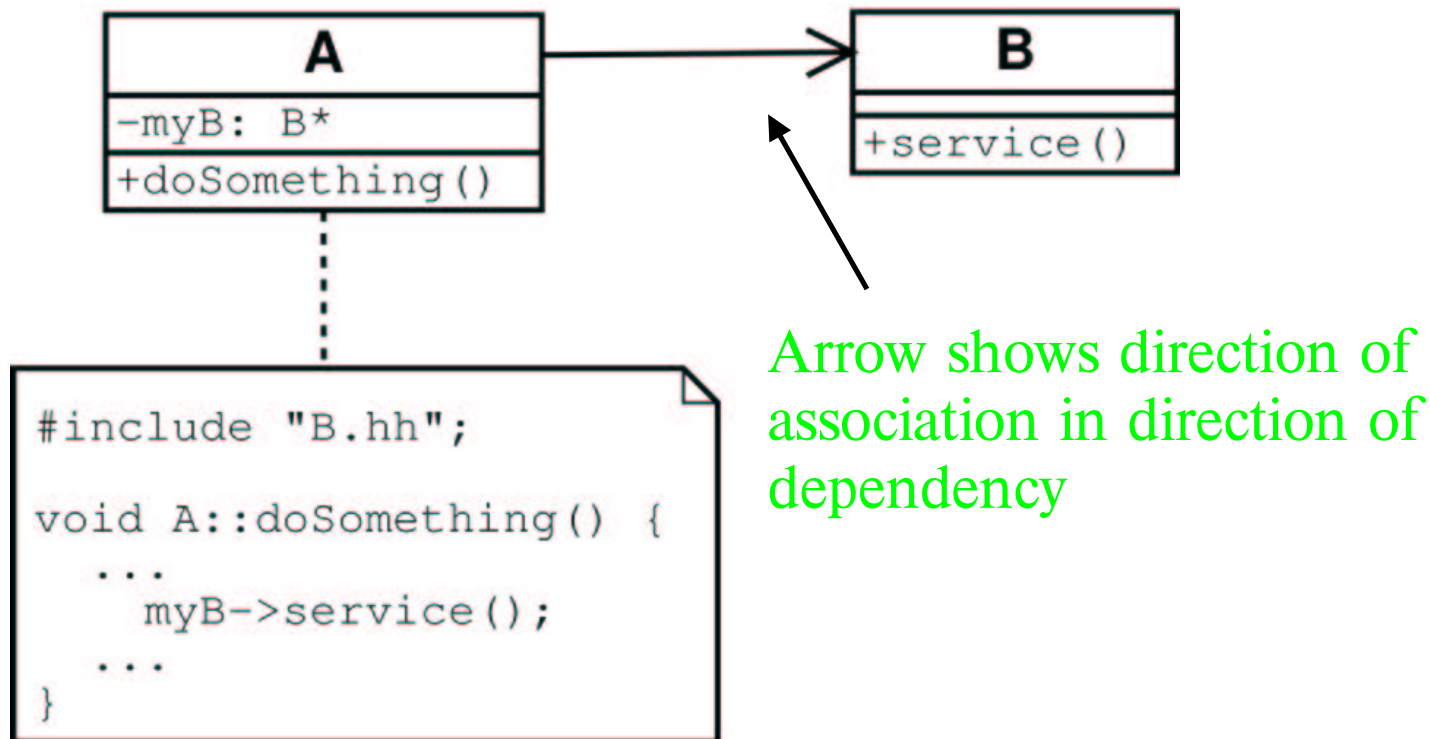 A
-myB: B*
+doSomething()
B
+service()
Arrow shows direction of
association in direction of
dependency
#include "B.hh";
void A::doSomething() {
...
myB->service();
...
}